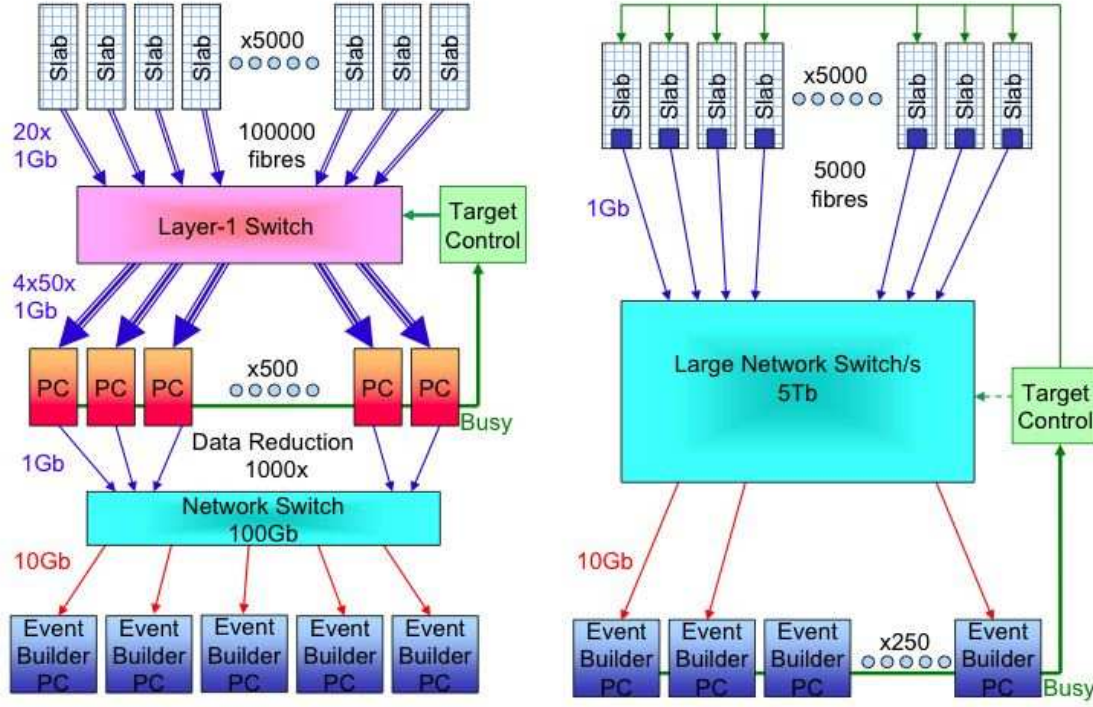 Slab
Slab
Slab
Slab
x5000
Slab
Slab
Slab
20x
1Gb
100000
fibres
Layer-1 Switch
Target
Control
4x50x
1Gb
PC
PC
PC
x500
PC
PC
Busy
Data Reduction
1000x
1Gb
Network Switch
100Gb
10Gb
Event
Builder
PC
Event
Builder
PC
Event
Builder
PC
Event
Builder
PC
Event
Builder
PC
Slab
Slab
Slab
Slab
x5000
Slab
Slab
Slab
5000
fibres
1Gb
Large Network Switch/s
5Tb
Target
Control
10Gb
Event
Builder
PC
Event
Builder
PC
Event
Builder
PC
x250
Event
Builder
PC
Busy